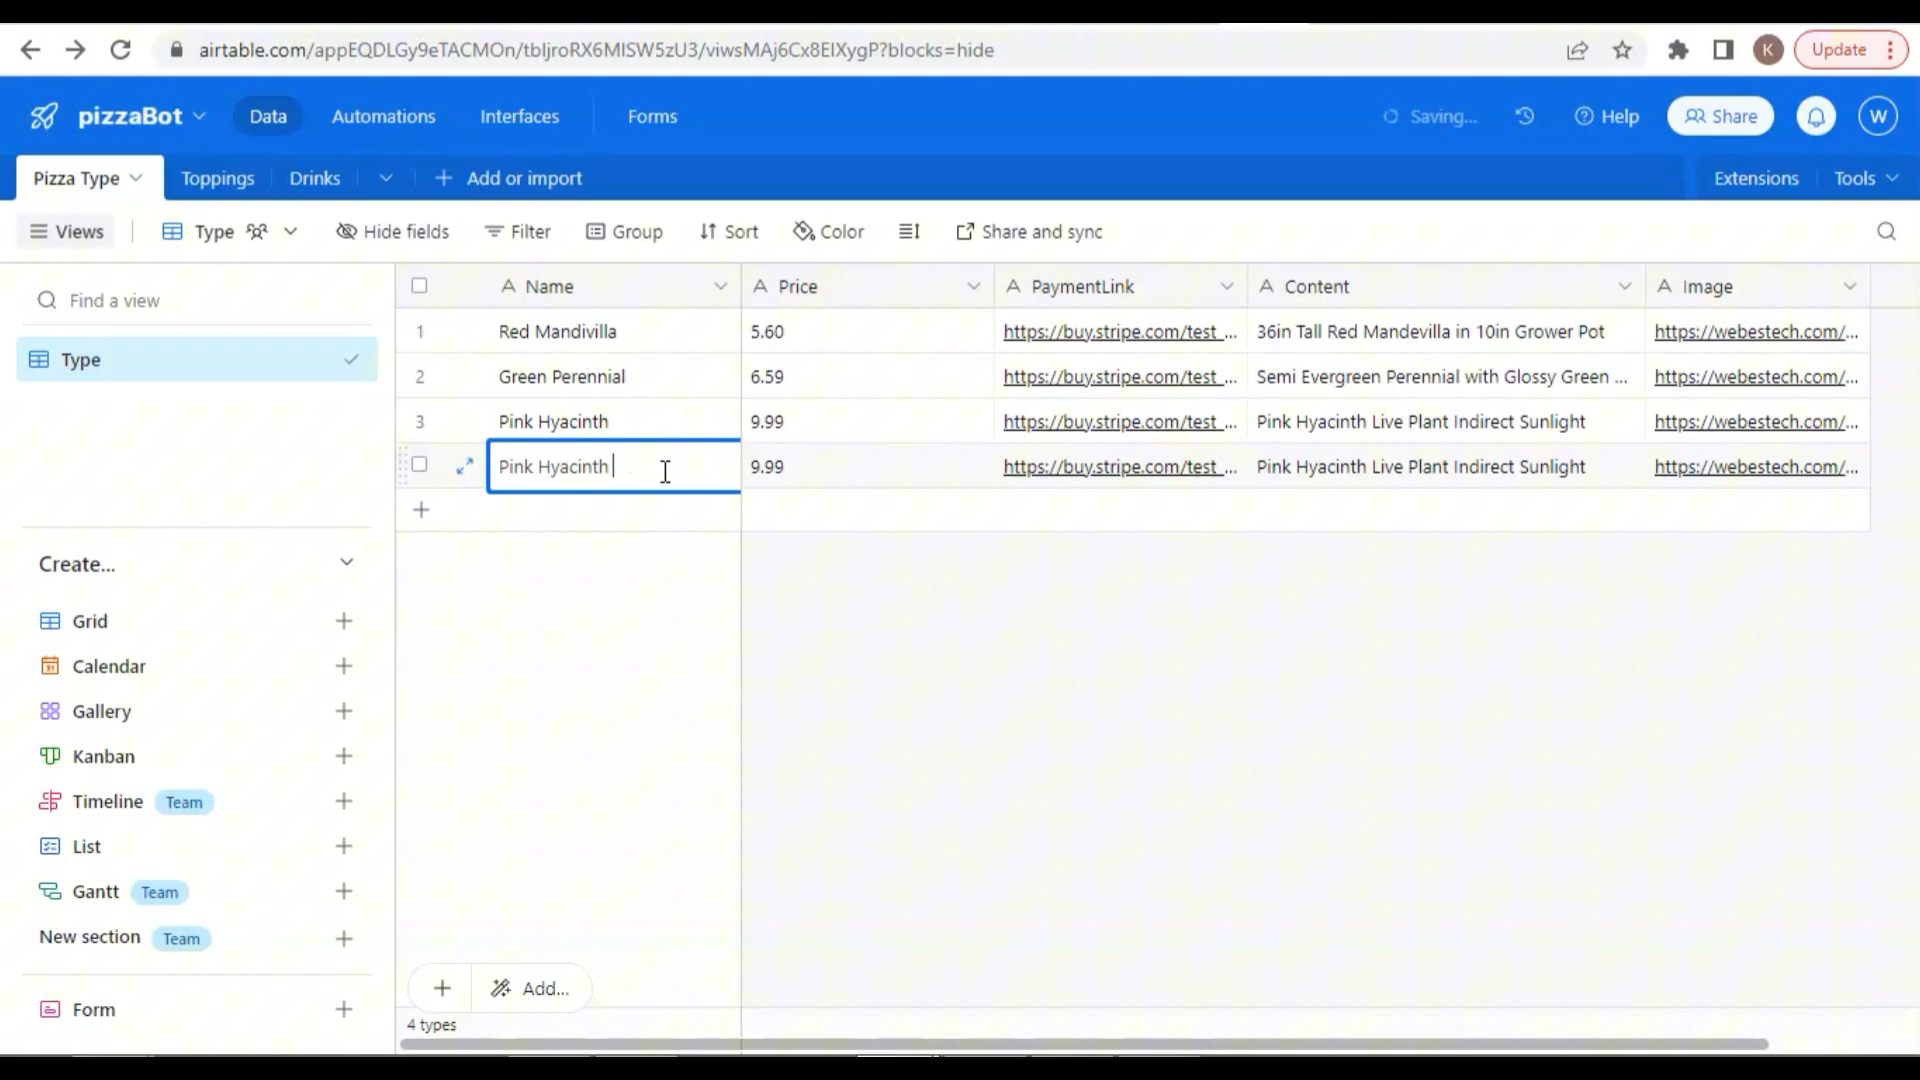 airtable.com/appEQDLGy9eTACMOn/tbljroRX6MISW5zU3/viwsMAj6Cx8EIXygP?blocks=hide
K
Update
pizzaBot
Data
Automations
Interfaces
Forms
Saving...
Help
Share
W
Pizza Type
Toppings
Drinks
Add or import
Extensions
Tools
Views
Type
Hide fields
Filter
Group
Sort
Color
Share and sync
Find a view
Type
Create...
Grid
Calendar
Gallery
Kanban
Timeline Team
List
Gantt Team
New section Team
Form
Name Price PaymentLink Content Image
1 Red Mandivilla 5.60 https://buy.stripe.com/test_... 36in Tall Red Mandevilla in 10in Grower Pot https://webestech.com/...
2 Green Perennial 6.59 https://buy.stripe.com/test_... Semi Evergreen Perennial with Glossy Green ... https://webestech.com/...
3 Pink Hyacinth 9.99 https://buy.stripe.com/test_... Pink Hyacinth Live Plant Indirect Sunlight https://webestech.com/...
Pink Hyacinth 9.99 https://buy.stripe.com/test_... Pink Hyacinth Live Plant Indirect Sunlight https://webestech.com/...
Add...
4 types